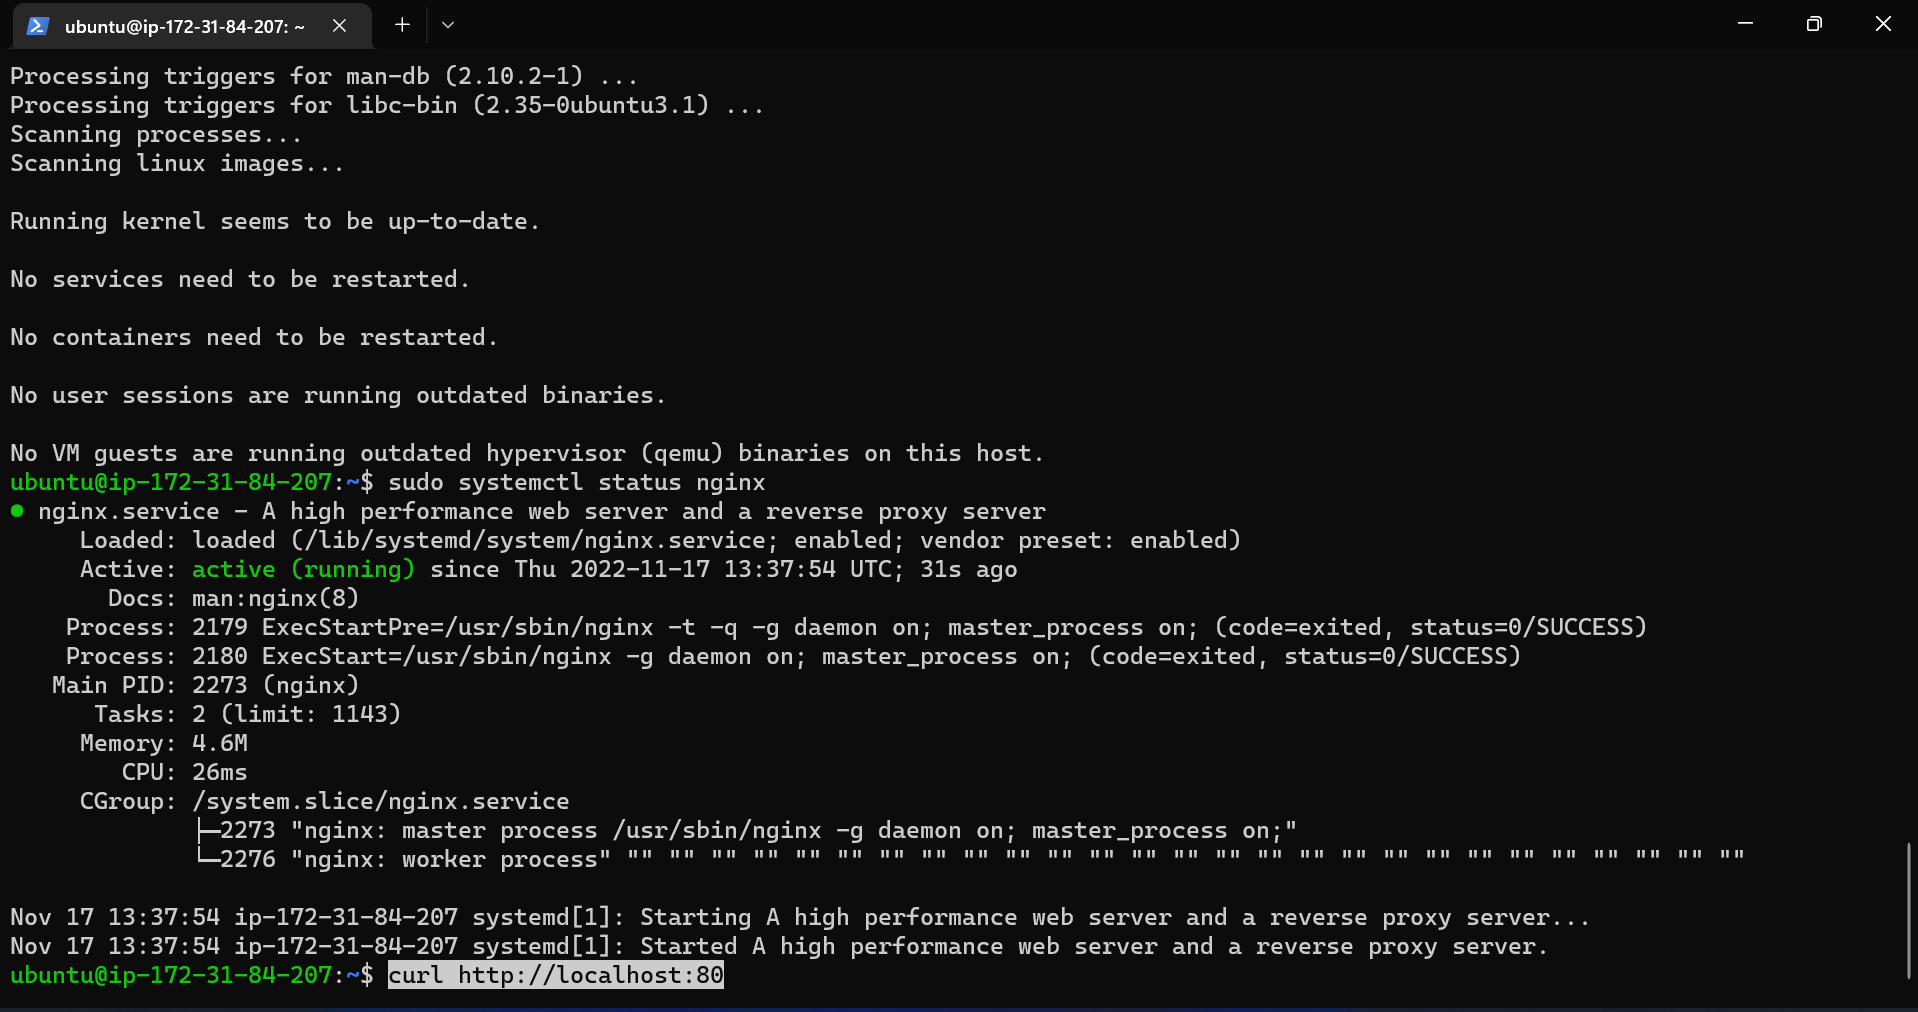 ubuntu@ip-172-31-84-207: ~
Processing triggers for man-db (2.10.2-1) ...
Processing triggers for libc-bin (2.35-0ubuntu3.1) ...
Scanning processes...
Scanning linux images...
Running kernel seems to be up-to-date.
No services need to be restarted.
No containers need to be restarted.
No user sessions are running outdated binaries.
No VM guests are running outdated hypervisor (qemu) binaries on this host.
ubuntu@ip-172-31-84-207:~$ sudo systemctl status nginx
● nginx.service - A high performance web server and a reverse proxy server
Loaded: loaded (/lib/systemd/system/nginx.service; enabled; vendor preset: enabled)
Active: active (running) since Thu 2022-11-17 13:37:54 UTC; 31s ago
Docs: man:nginx(8)
Process: 2179 ExecStartPre=/usr/sbin/nginx -t -q -g daemon on; master_process on; (code=exited, status=0/SUCCESS)
Process: 2180 ExecStart=/usr/sbin/nginx -g daemon on; master_process on; (code=exited, status=0/SUCCESS)
Main PID: 2273 (nginx)
Tasks: 2 (limit: 1143)
Memory: 4.6M
CPU: 26ms
CGroup: /system.slice/nginx.service
├─2273 "nginx: master process /usr/sbin/nginx -g daemon on; master_process on;"
└─2276 "nginx: worker process" "" "" "" "" "" "" "" "" "" "" "" "" "" "" "" "" "" "" "" "" "" "" "" "" "" "" ""
Nov 17 13:37:54 ip-172-31-84-207 systemd[1]: Starting A high performance web server and a reverse proxy server...
Nov 17 13:37:54 ip-172-31-84-207 systemd[1]: Started A high performance web server and a reverse proxy server.
ubuntu@ip-172-31-84-207:~$ curl http://localhost:80